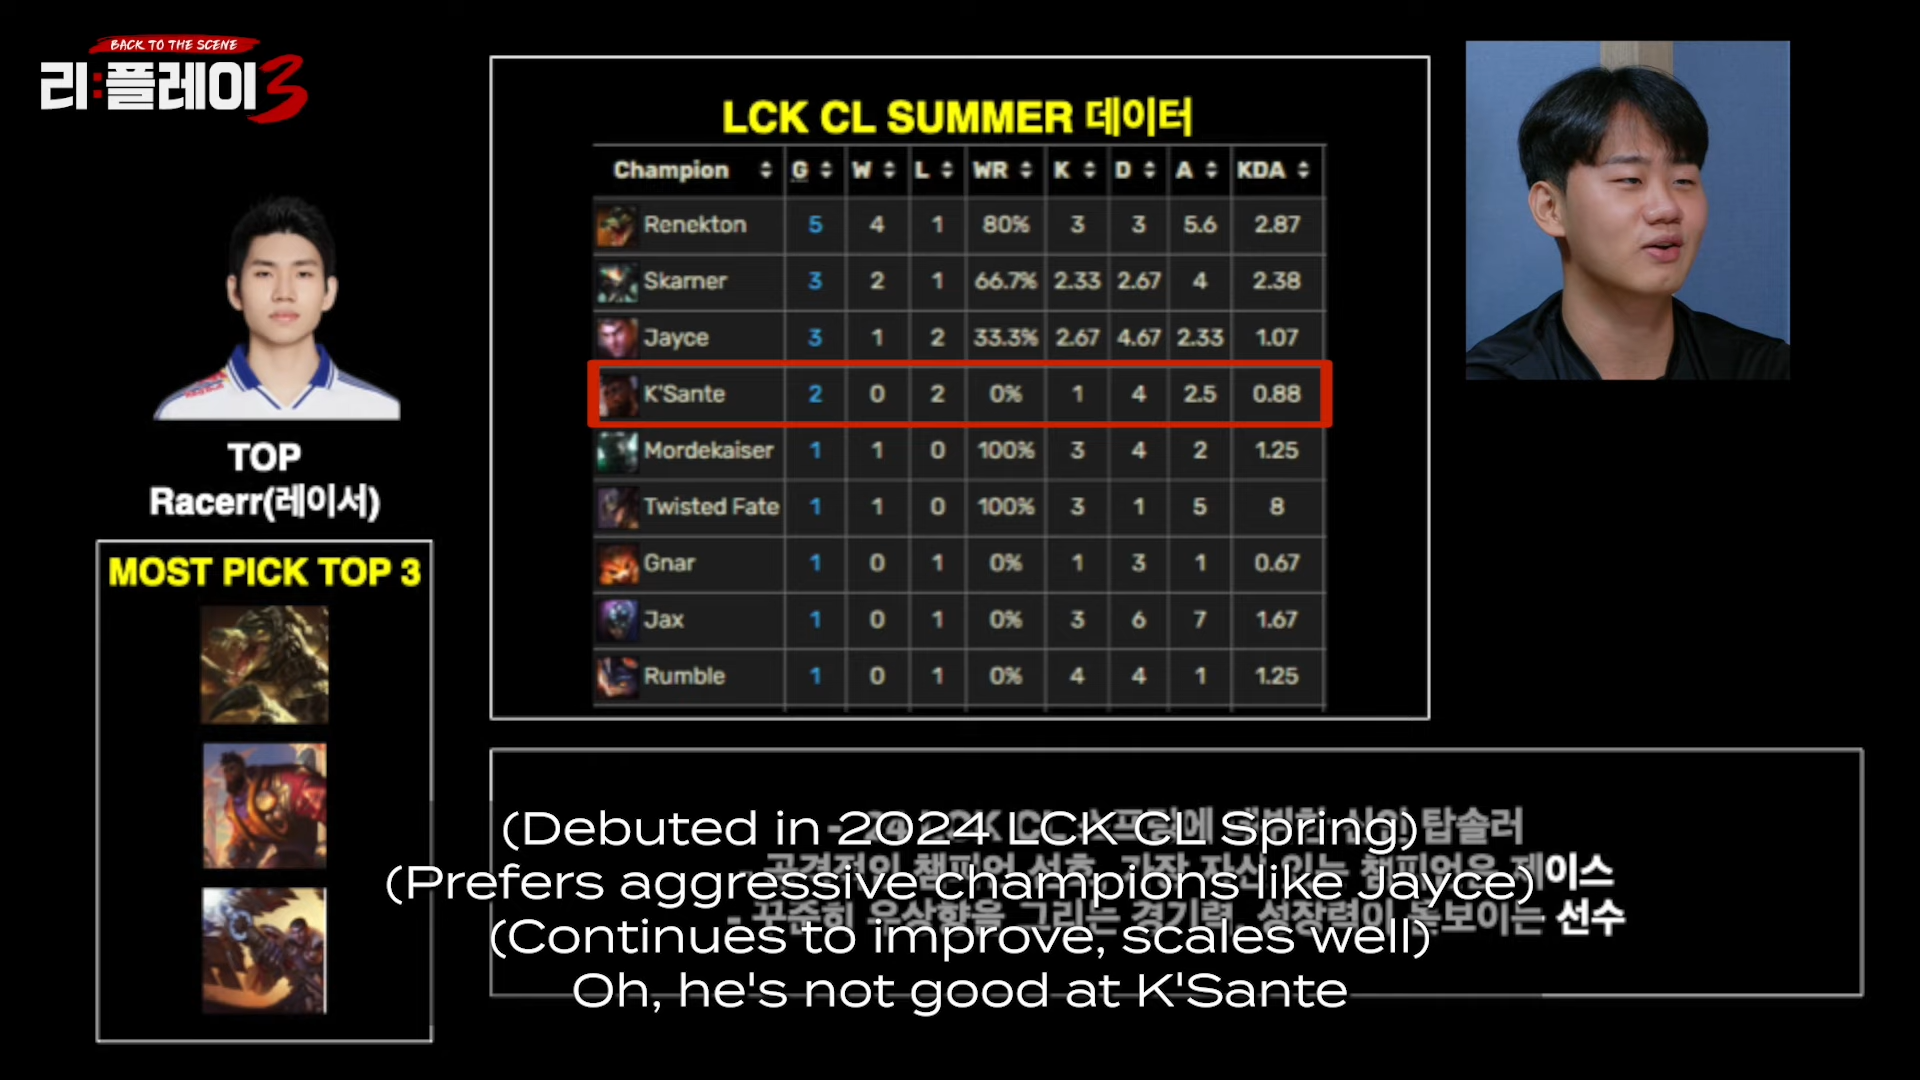 BACK TO THE SCENE
리:플레이3
LCK CL SUMMER 데이터
Champion G W L WR K D A KDA
Renekton 5 4 1 80% 3 3 5.6 2.87
Skarner 3 2 1 66.7% 2.33 2.67 4 2.38
Jayce 3 1 2 33.3% 2.67 4.67 2.33 1.07
K'Sante 2 0 2 0% 1 4 2.5 0.88
Mordekaiser 1 1 0 100% 3 4 2 1.25
Twisted Fate 1 1 0 100% 3 1 5 8
Gnar 1 0 1 0% 1 3 1 0.67
Jax 1 0 1 0% 3 6 7 1.67
Rumble 1 0 1 0% 4 4 1 1.25
TOP
Racerr(레이서)
MOST PICK TOP 3
탑솔러
제이스
선수
(Debuted in 2024 LCK CL Spring)
(Prefers aggressive champions like Jayce)
(Continues to improve, scales well)
Oh, he's not good at K'Sante